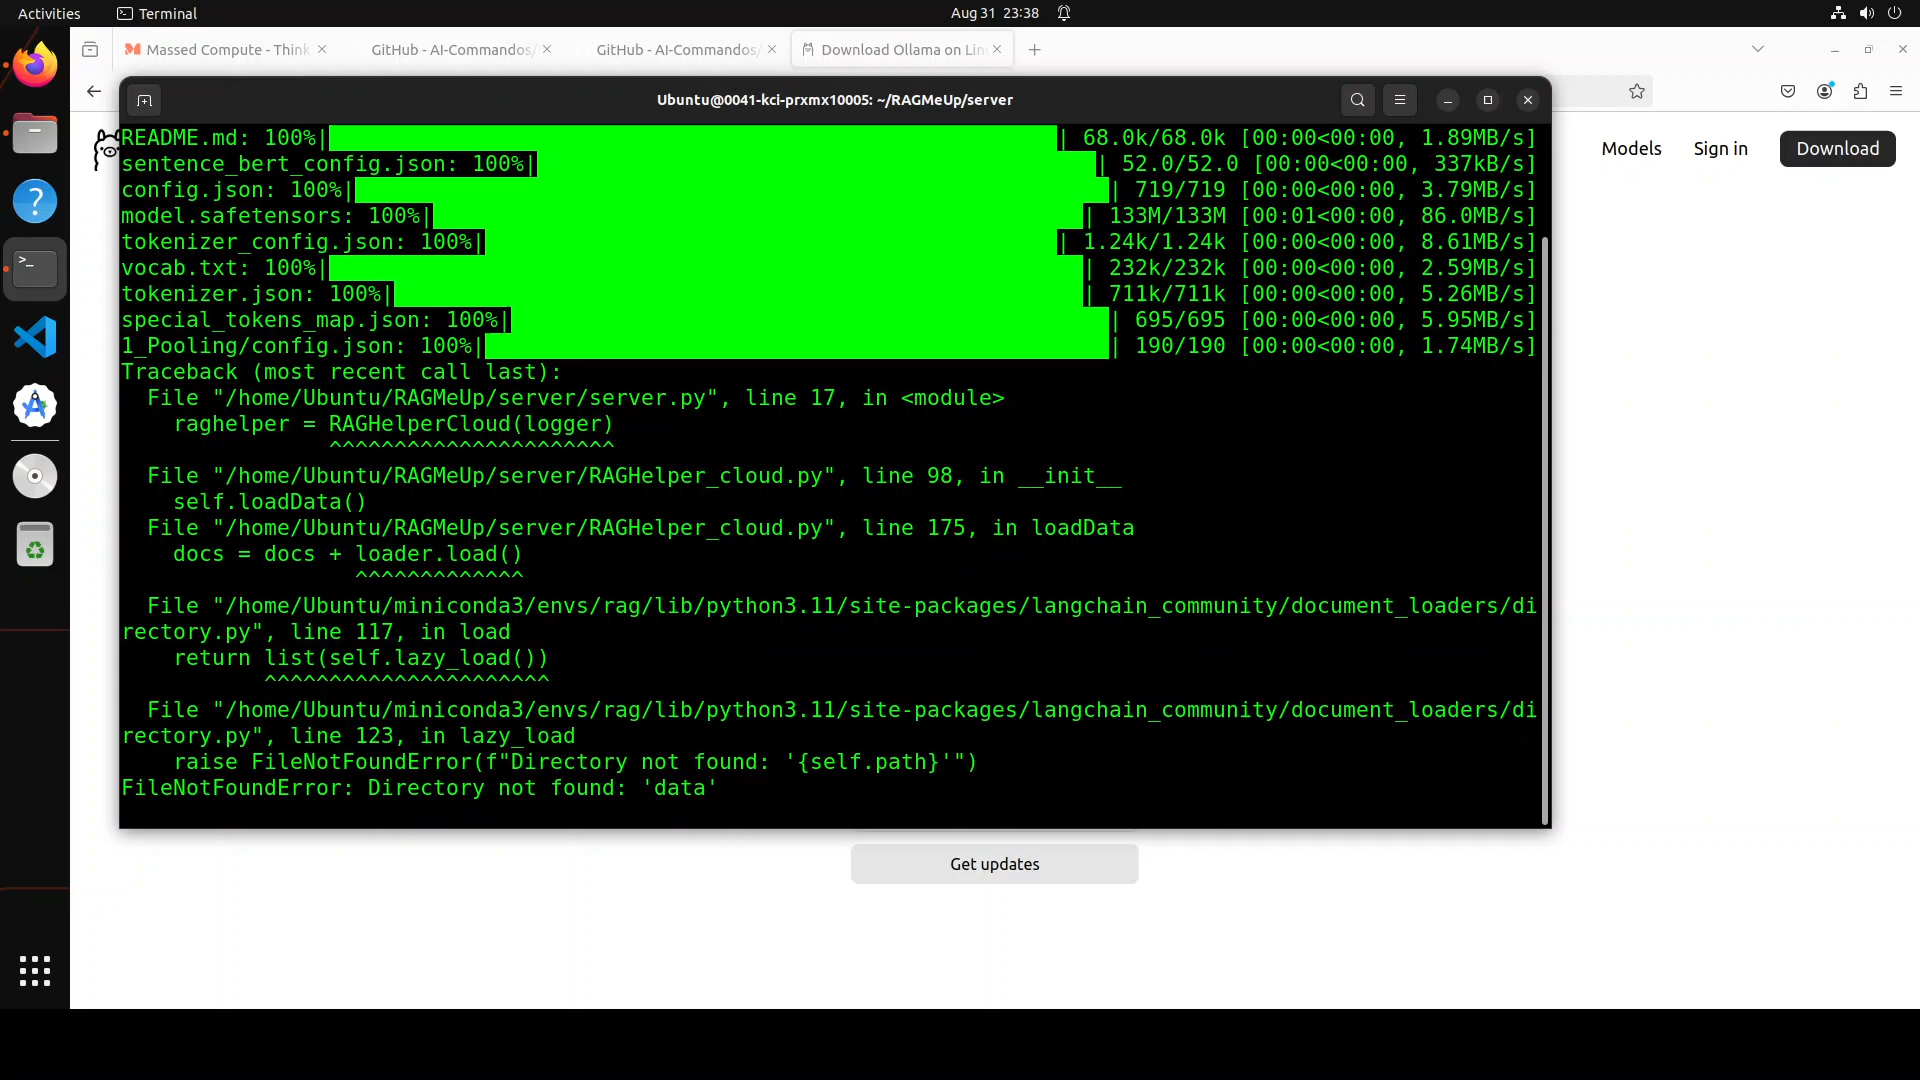 Activities
Terminal
Aug 31 23:38
Massed Compute - Think
GitHub - AI-Commandos/
GitHub - AI-Commandos/
Download Ollama on Lin
Ubuntu@0041-kci-prxmx10005: ~/RAGMeUp/server
Models
Sign in
Download
README.md: 100%| | 68.0k/68.0k [00:00<00:00, 1.89MB/s]
sentence_bert_config.json: 100%| | 52.0/52.0 [00:00<00:00, 337kB/s]
config.json: 100%| | 719/719 [00:00<00:00, 3.79MB/s]
model.safetensors: 100%| | 133M/133M [00:01<00:00, 86.0MB/s]
tokenizer_config.json: 100%| | 1.24k/1.24k [00:00<00:00, 8.61MB/s]
vocab.txt: 100%| | 232k/232k [00:00<00:00, 2.59MB/s]
tokenizer.json: 100%| | 711k/711k [00:00<00:00, 5.26MB/s]
special_tokens_map.json: 100%| | 695/695 [00:00<00:00, 5.95MB/s]
1_Pooling/config.json: 100%| | 190/190 [00:00<00:00, 1.74MB/s]
Traceback (most recent call last):
  File "/home/Ubuntu/RAGMeUp/server/server.py", line 17, in <module>
    raghelper = RAGHelperCloud(logger)
                ^^^^^^^^^^^^^^^^^^^^^^
  File "/home/Ubuntu/RAGMeUp/server/RAGHelper_cloud.py", line 98, in __init__
    self.loadData()
  File "/home/Ubuntu/RAGMeUp/server/RAGHelper_cloud.py", line 175, in loadData
    docs = docs + loader.load()
                  ^^^^^^^^^^^^^
  File "/home/Ubuntu/miniconda3/envs/rag/lib/python3.11/site-packages/langchain_community/document_loaders/di
rectory.py", line 117, in load
    return list(self.lazy_load())
           ^^^^^^^^^^^^^^^^^^^^^^
  File "/home/Ubuntu/miniconda3/envs/rag/lib/python3.11/site-packages/langchain_community/document_loaders/di
rectory.py", line 123, in lazy_load
    raise FileNotFoundError(f"Directory not found: '{self.path}'")
FileNotFoundError: Directory not found: 'data'
Get updates